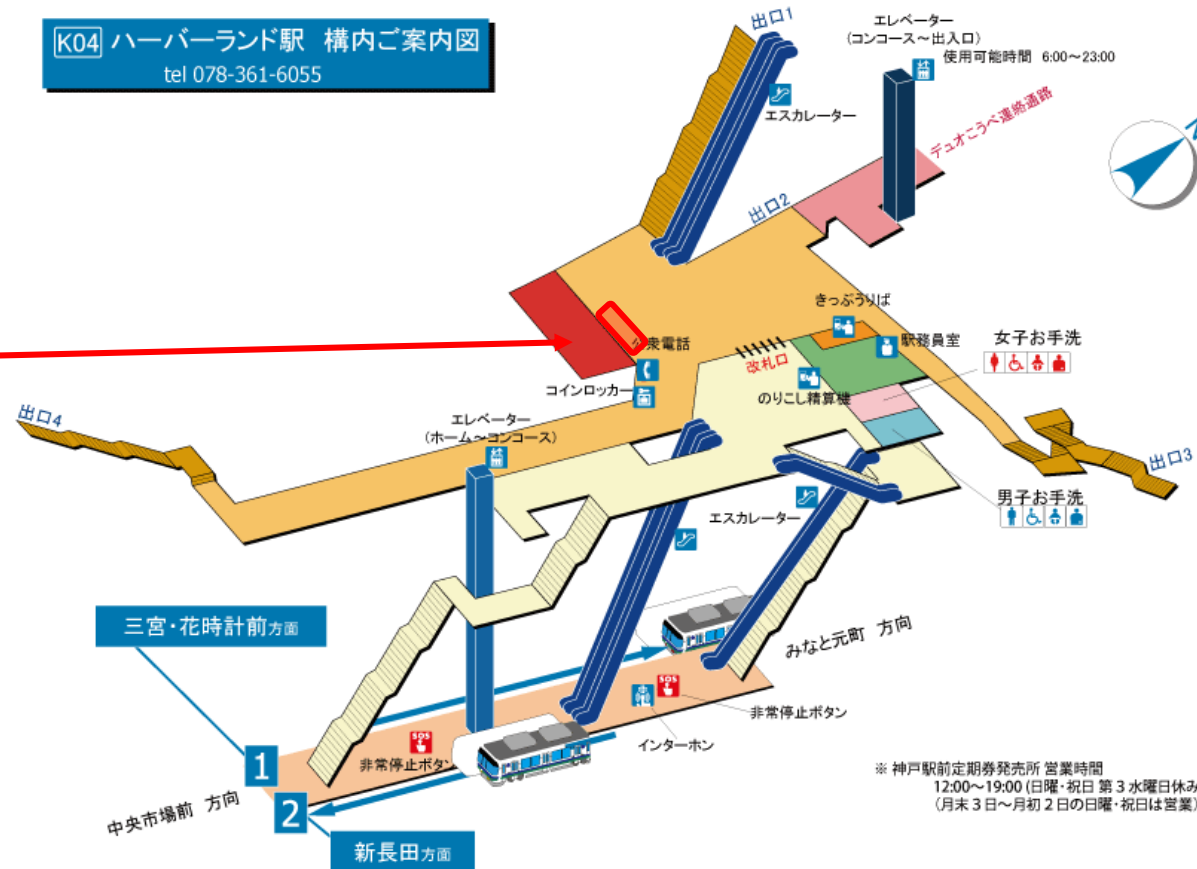 K04 ハーバーランド駅 構内ご案内図
tel 078-361-6055
出口1
エレベーター
(コンコース～出入口)
使用可能時間 6:00～23:00
エスカレーター
デュオこうべ連絡通路
出口2
きっぷうりば
駅務員室
衆電話
改札口
女子お手洗
コインロッカー
のりこし精算機
出口4
エレベーター
(ホーム～コンコース)
出口3
男子お手洗
エスカレーター
三宮・花時計前方面
みなと元町 方向
SOS
非常停止ボタン
インターホン
SOS
非常停止ボタ
1
中央市場前 方向
2
新長田方面
※ 神戸駅前定期券発売所 営業時間
12:00～19:00 (日曜・祝日 第３水曜日休み
（月末３日～月初２日の日曜・祝日は営業）